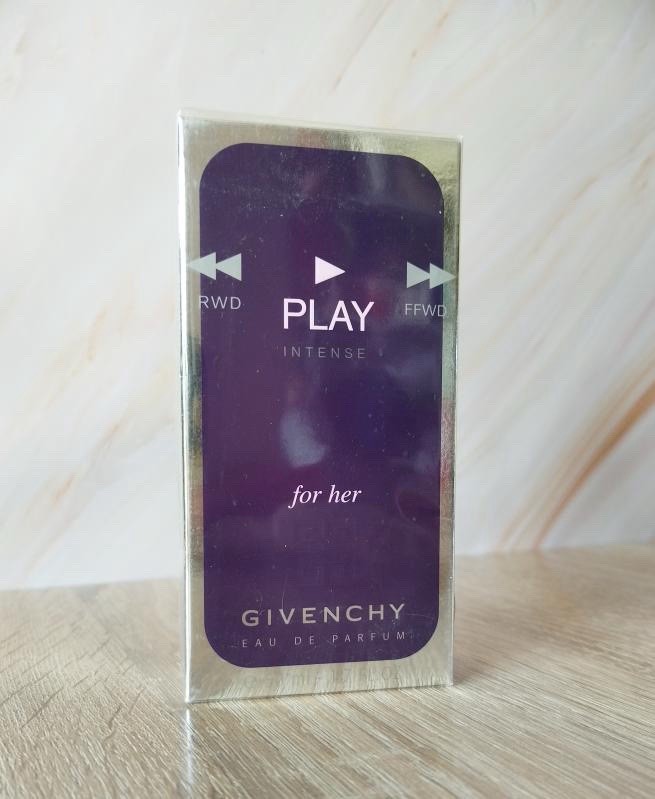 RWD PLAY FFWD
INTENSE
for her
GIVENCHY
EAU DE PARFUM